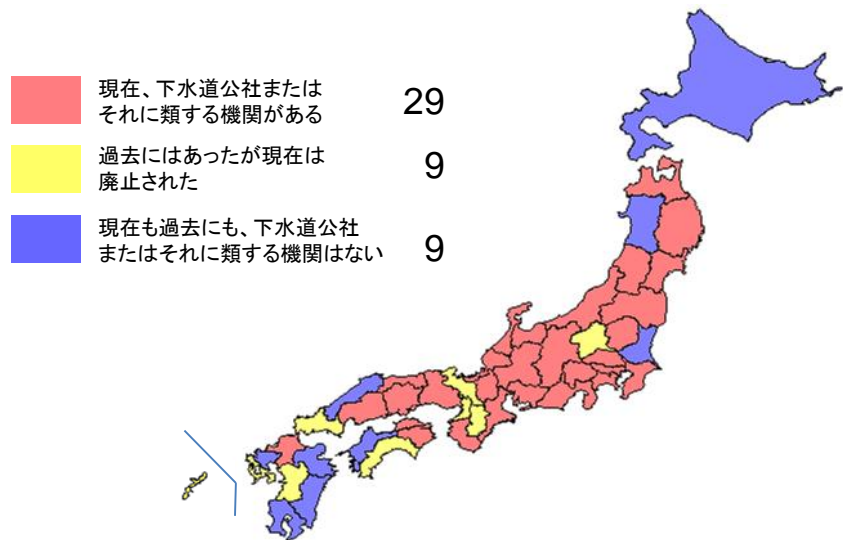 現在、下水道公社または
それに類する機関がある
29
過去にはあったが現在は
廃止された
9
現在も過去にも、下水道公社
またはそれに類する機関はない
9